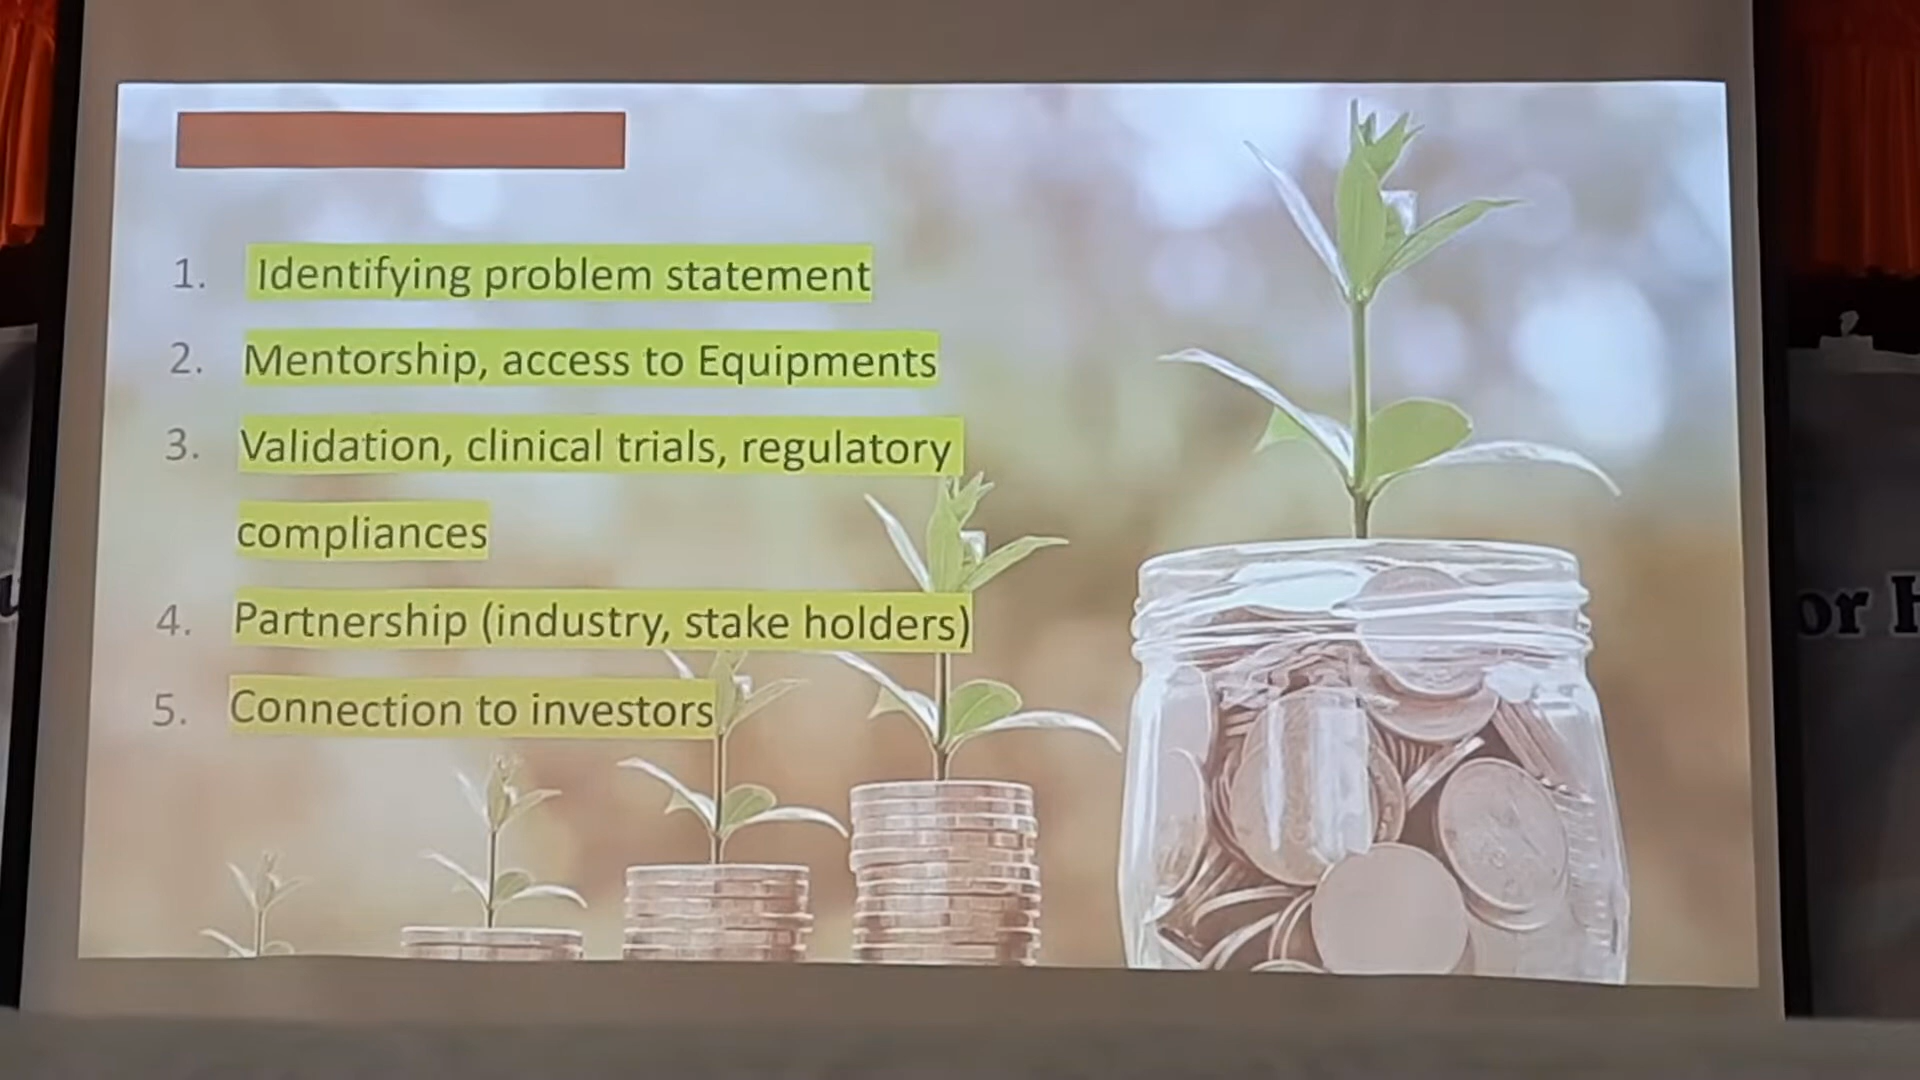 1. Identifying problem statement
2. Mentorship, access to Equipments
3. Validation, clinical trials, regulatory
compliances
4. Partnership (industry, stake holders)
5. Connection to investors
or H